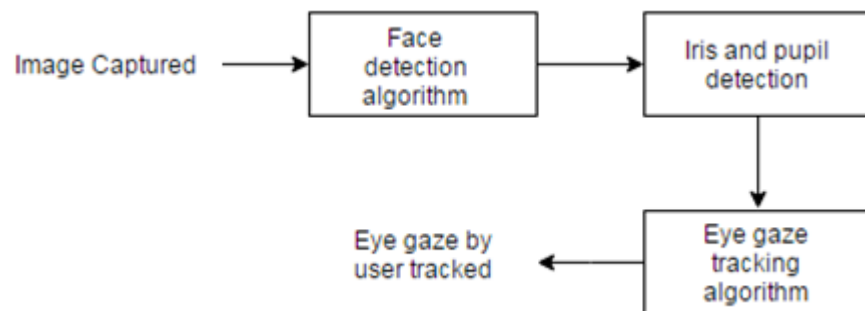 Image Captured
Face
detection
algorithm
Iris and pupil
detection
Eye gaze
tracking
algorithm
Eye gaze by
user tracked